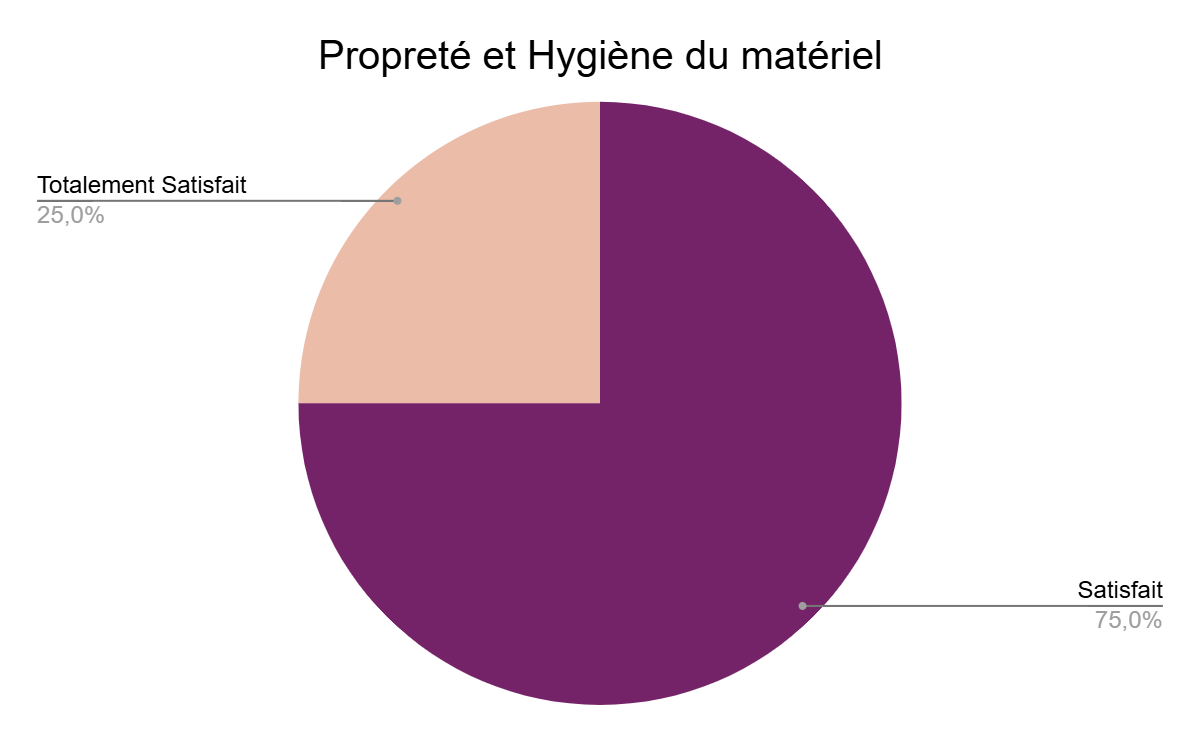 Propreté et Hygiène du matériel
Totalement Satisfait
25,0%
Satisfait
75,0%